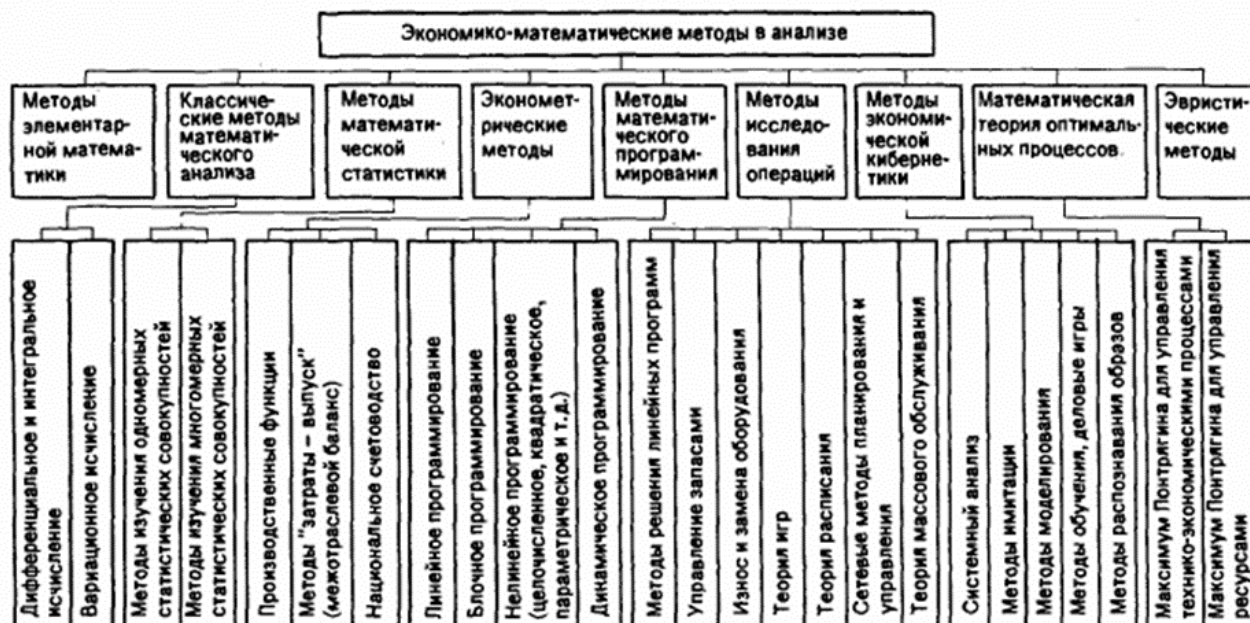 Экономико-математические методы в анализе
Методы
элементар-
ной матема-
тики
Классиче-
ские методы
математи-
ческого
анализа
Методы
математи-
ческой
статистики
Экономет-
рические
методы
Методы
математи-
ческого
програм-
мирования
Методы
исследо-
вания
операций
Методы
экономи-
ческой
киберне-
тики
Математическая
теория оптималь-
ных процессов.
Эвристи-
ческие
методы
Дифференциальное и интегральное
исчисление
Вариационное исчисление
Методы изучения одномерных
статистических совокупностей
Методы изучения многомерных
статистических совокупностей
Производственные функции
Методы "затраты – выпуск"
(межотраслевой баланс)
Национальное счетоводство
Линейное программирование
Блочное программирование
Нелинейное программирование
(целочисленное, квадратическое,
параметрическое и т.д.)
Динамическое программирование
Методы решения линейных программ
Управление запасами
Износ и замена оборудования
Теория игр
Теория расписания
Сетевые методы планирования и
управления
Теория массового обслуживания
Системный анализ
Методы имитации
Методы моделирования
Методы обучения, деловые игры
Методы распознавания образов
Максимум Понтрягина для управления
технико-экономическими процессами
Максимум Понтрягина для управления
ресурсами